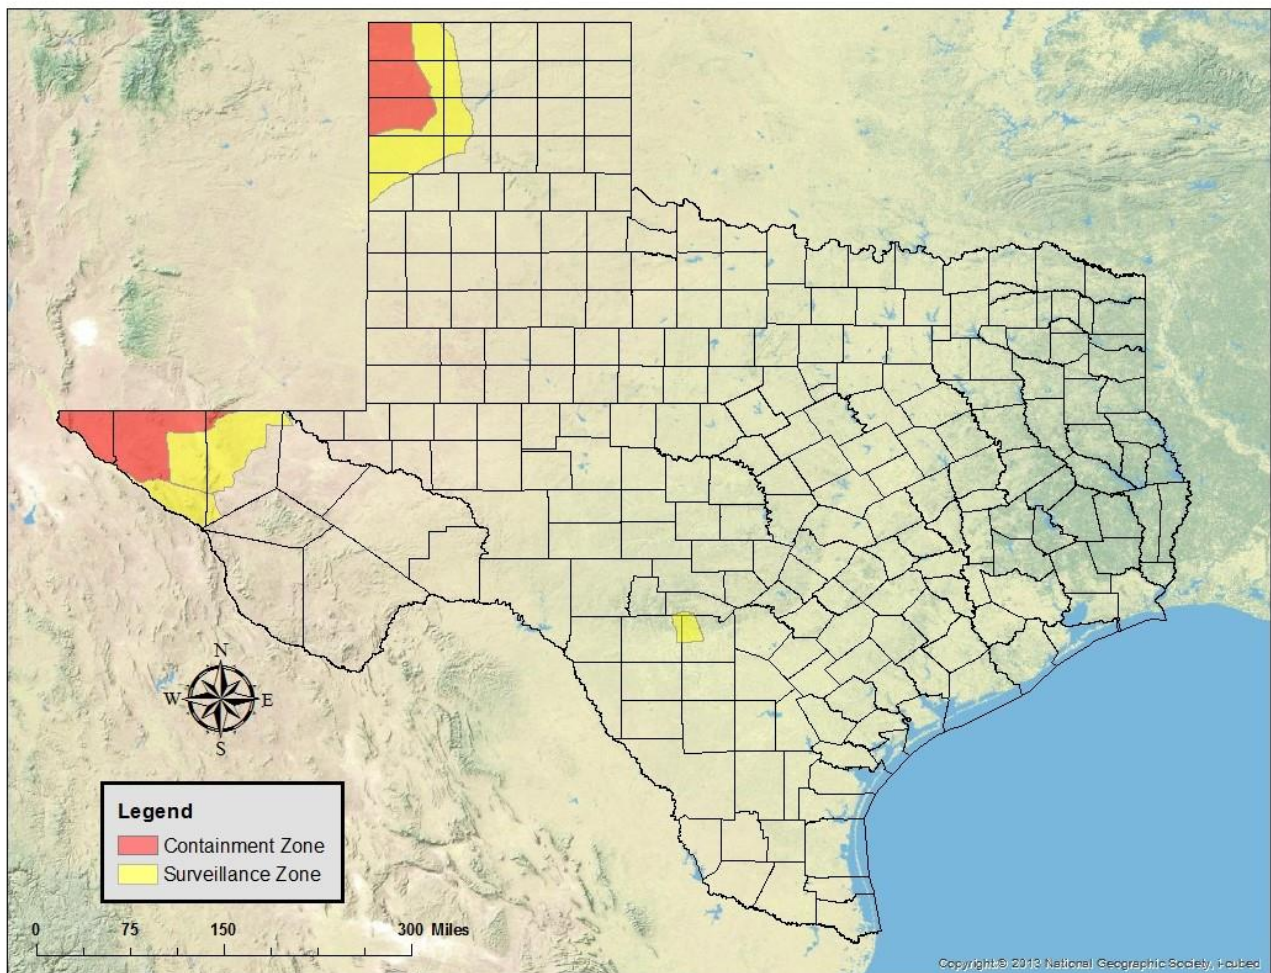 N
W E
S
Legend
Containment Zone
Surveillance Zone
0 75 150 300 Miles
Copyright:© 2013 National Geographic Society, i-cubed